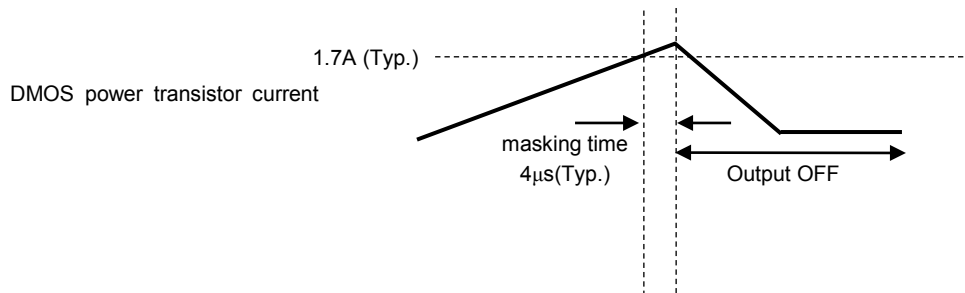 1.7A (Typ.)
DMOS power transistor current
masking time
4μs(Typ.)
Output OFF